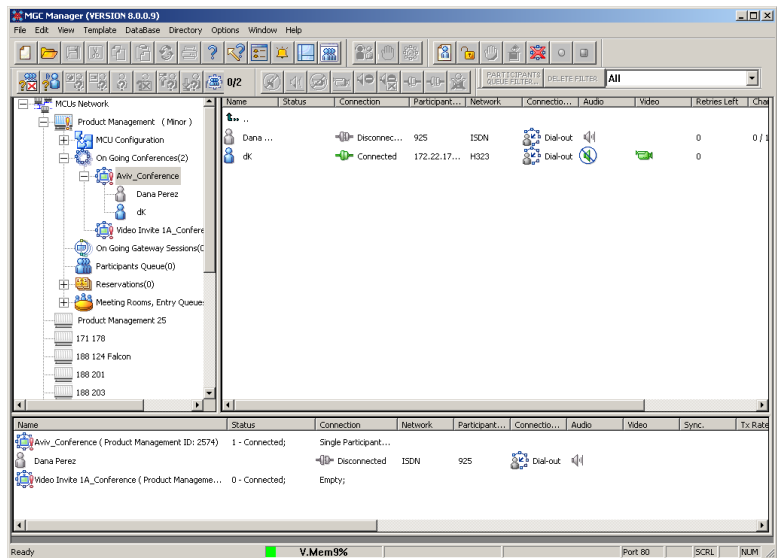 MGC Manager (VERSION 8.0.0.9)
File Edit View Template DataBase Directory Options Window Help
0/2 PARTICIPANTS QUEUE FILTER... DELETE FILTER All
MCUs Network
Product Management ( Minor )
MCU Configuration
On Going Conferences(2)
Aviv_Conference
Dana Perez
dK
Video Invite 1A_Confere
On Going Gateway Sessions(C
Participants Queue(0)
Reservations(0)
Meeting Rooms, Entry Queue:
Product Management 25
171 178
188 124 Falcon
188 201
188 203
Name Status Connection Participant... Network Connectio... Audio Video Retries Left Chai
..
Dana ... Disconnec... 925 ISDN Dial-out 0 0 / 1
dK Connected 172.22.17... H323 Dial-out 0
Name Status Connection Network Participant... Connectio... Audio Video Sync. Tx Rate
Aviv_Conference ( Product Management ID: 2574) 1 - Connected; Single Participant...
Dana Perez Disconnected ISDN 925 Dial-out
Video Invite 1A_Conference ( Product Manageme... 0 - Connected; Empty;
Ready V.Mem9% Port 80 SCRL NUM